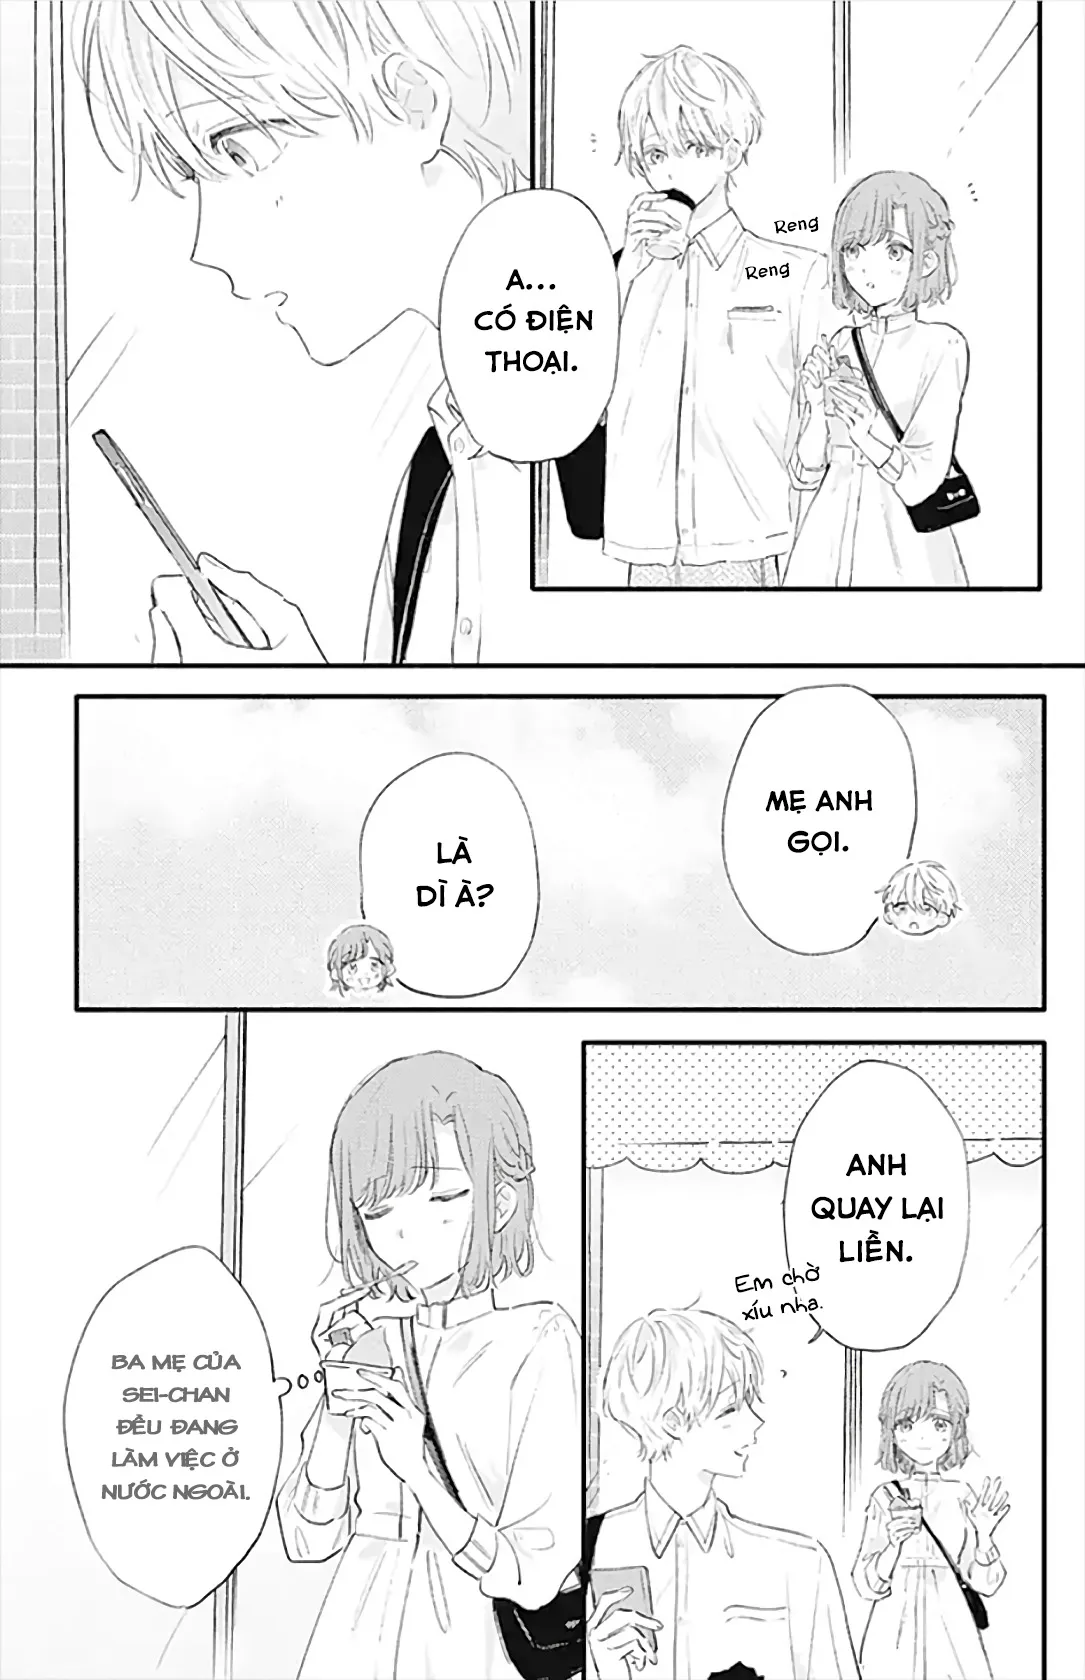 Reng
Reng
A...
CÓ ĐIỆN
THOẠI.
MẸ ANH
GỌI.
LÀ
DÌ À?
ANH
QUAY LẠI
LIỀN.
Em chờ
xíu nha.
BA MẸ CỦA
SEI-CHAN
ĐỀU ĐANG
LÀM VIỆC Ở
NƯỚC NGOÀI.